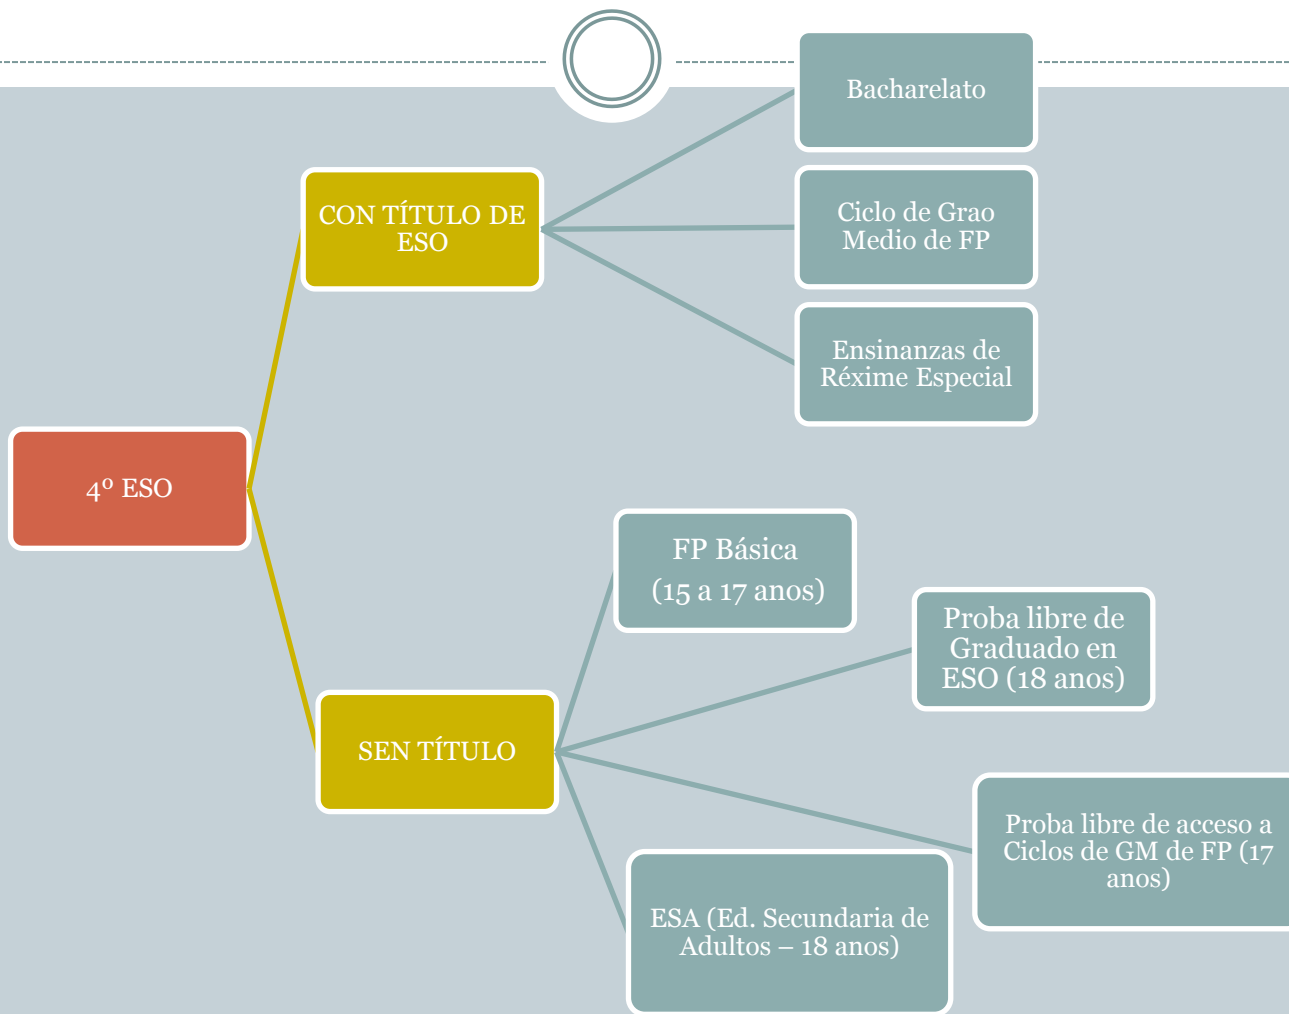 Bacharelato
CON TÍTULO DE
ESO
Ciclo de Grao
Medio de FP
Ensinanzas de
Réxime Especial
4º ESO
FP Básica
(15 a 17 anos)
Proba libre de
Graduado en
ESO (18 anos)
SEN TÍTULO
Proba libre de acceso a
Ciclos de GM de FP (17
anos)
ESA (Ed. Secundaria de
Adultos – 18 anos)